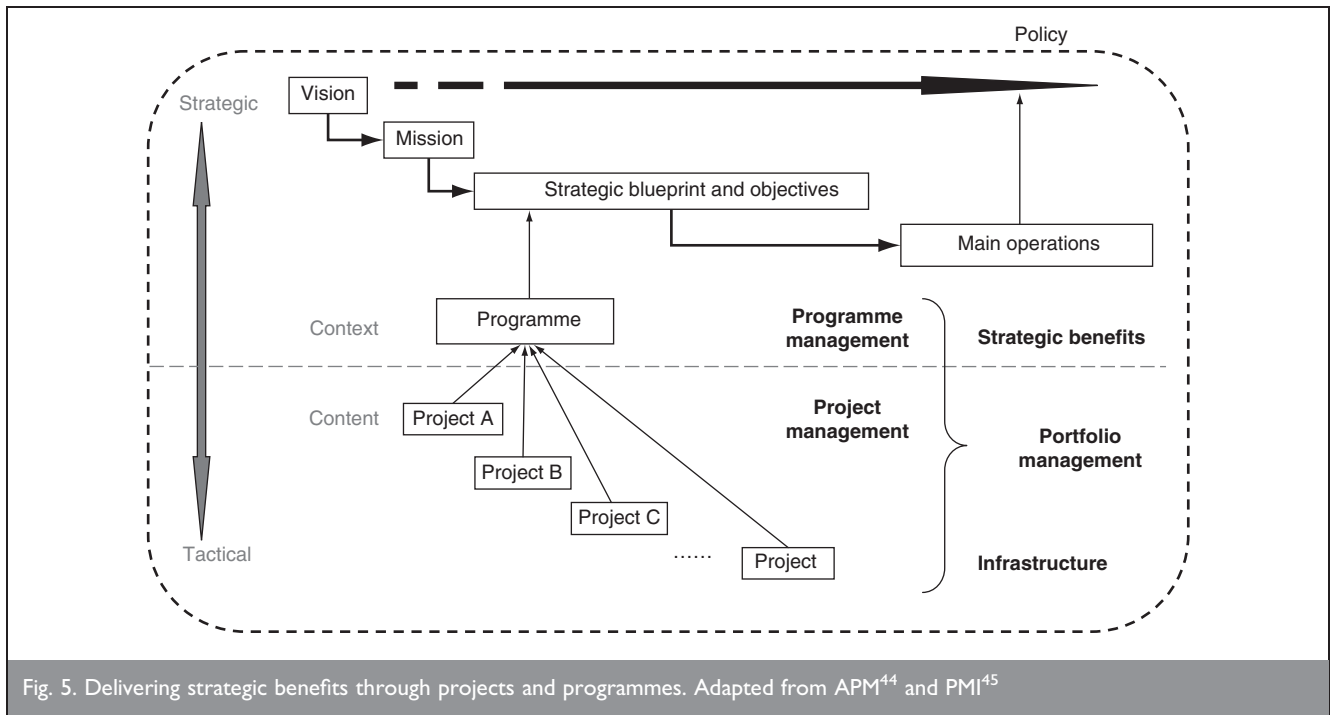 Policy
Strategic
Vision
Mission
Strategic blueprint and objectives
Main operations
Context
Programme
Programme
management
Strategic benefits
Content
Project A
Project
management
Project B
Portfolio
management
Project C
Tactical
......
Project
Infrastructure
Fig. 5. Delivering strategic benefits through projects and programmes. Adapted from APM44 and PMI45